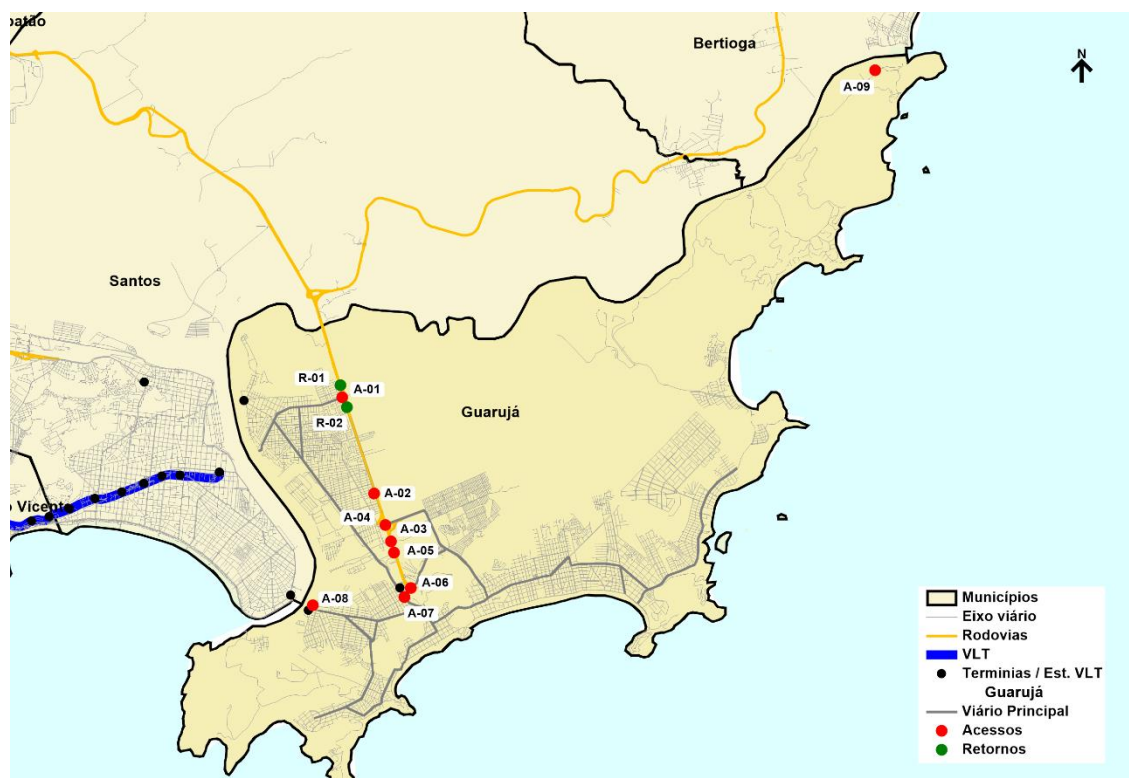 batão
Bertioga
N
A-09
Santos
R-01
A-01
Guarujá
R-02
A-02
o Vicente
A-04
A-03
A-05
A-06
A-08
A-07
Municípios
Eixo viário
Rodovias
VLT
Terminias / Est. VLT
Guarujá
Viário Principal
Acessos
Retornos